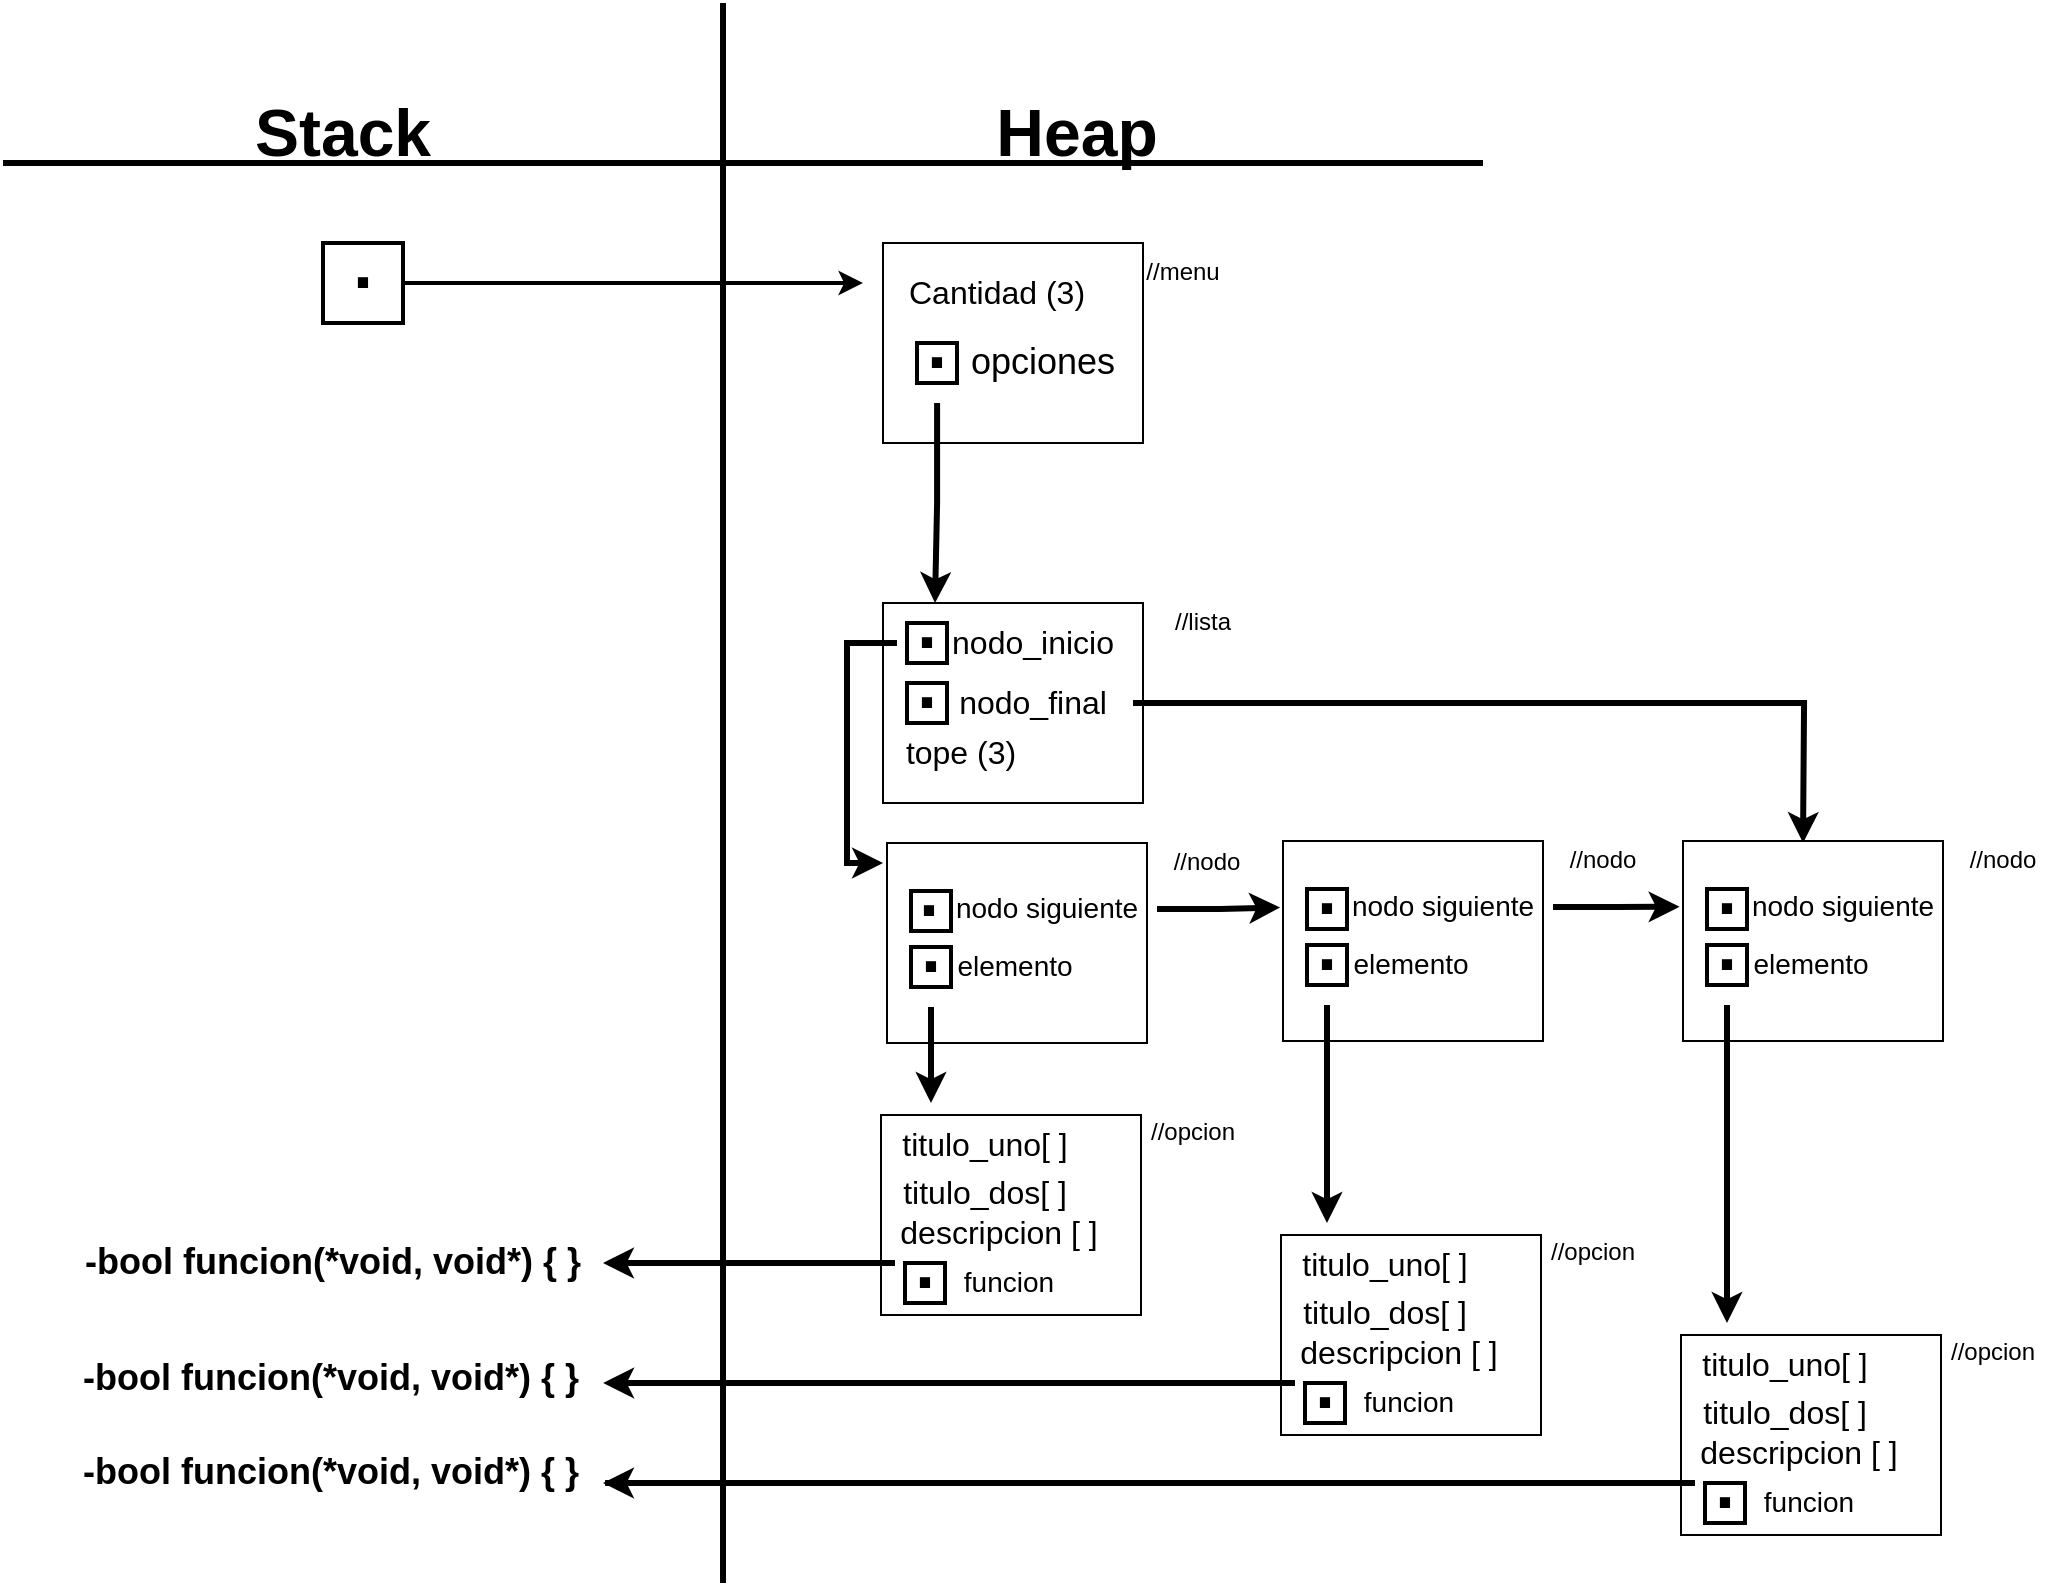 Stack
Heap
//menu
Cantidad (3)
opciones
//lista
nodo_inicio
nodo_final
tope (3)
//nodo
//nodo
//nodo
nodo siguiente
nodo siguiente
nodo siguiente
elemento
elemento
elemento
//opcion
titulo_uno[ ]
titulo_dos[ ]
descripcion [ ]
funcion
//opcion
titulo_uno[ ]
titulo_dos[ ]
descripcion [ ]
funcion
//opcion
titulo_uno[ ]
titulo_dos[ ]
descripcion [ ]
funcion
-bool funcion(*void, void*) { }
-bool funcion(*void, void*) { }
-bool funcion(*void, void*) { }